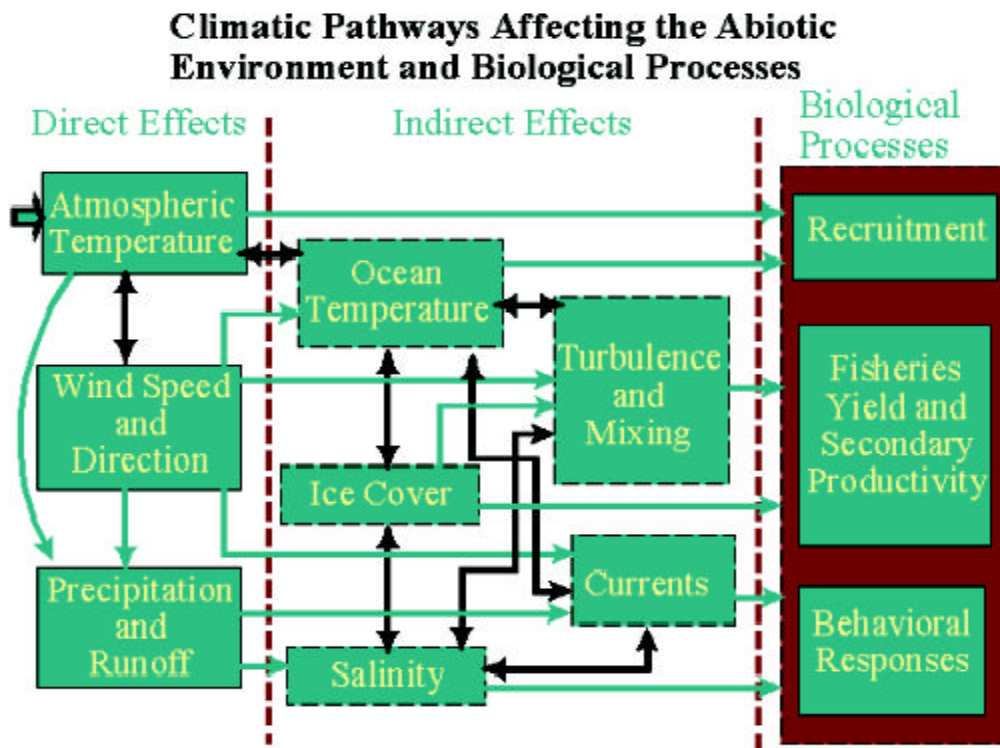 Climatic Pathways Affecting the Abiotic
Environment and Biological Processes
Direct Effects
Indirect Effects
Biological
Processes
Atmospheric
Temperature
Wind Speed
and
Direction
Precipitation
and
Runoff
Ocean
Temperature
Turbulence
and
Mixing
Ice Cover
Currents
Salinity
Recruitment
Fisheries
Yield and
Secondary
Productivity
Behavioral
Responses